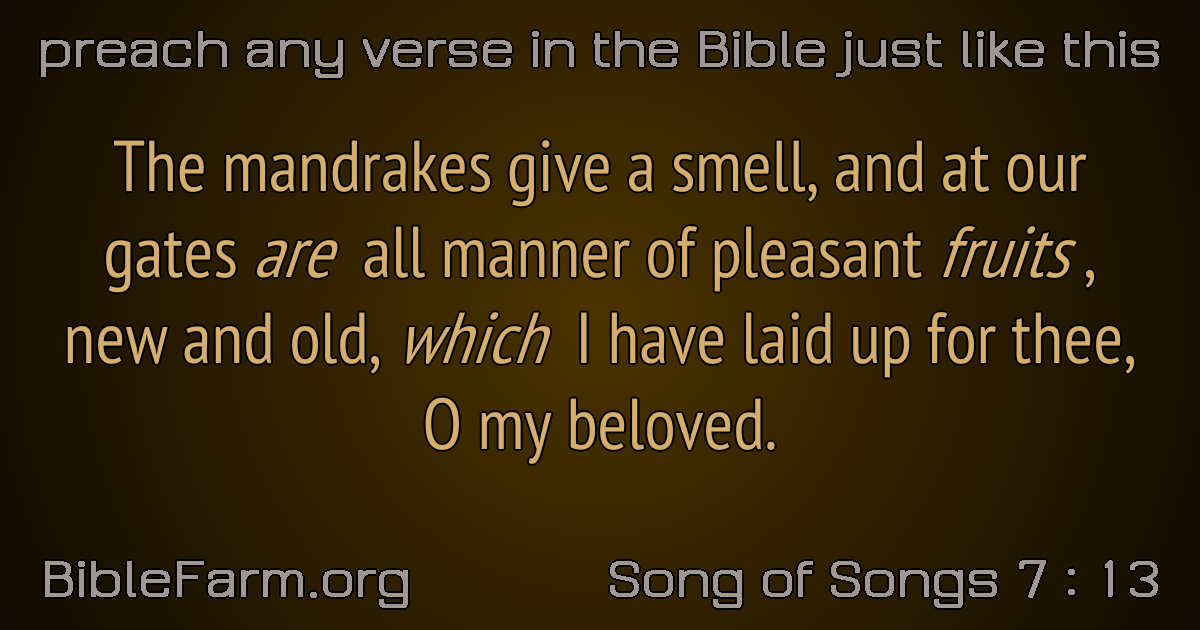 preach any verse in the Bible just like this
The mandrakes give a smell, and at our
gates are all manner of pleasant fruits ,
new and old, which I have laid up for thee,
O my beloved.
BibleFarm.org
Song of Songs 7 : 13